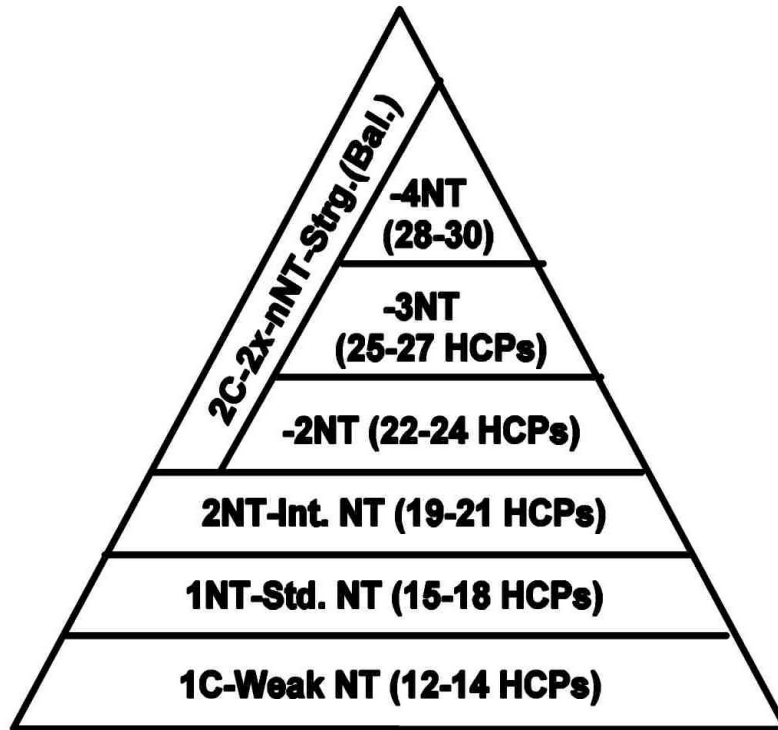 2C-2x-nNT-Strg.(Bal.)
-4NT
(28-30)
-3NT
(25-27 HCPs)
-2NT (22-24 HCPs)
2NT-Int. NT (19-21 HCPs)
1NT-Std. NT (15-18 HCPs)
1C-Weak NT (12-14 HCPs)